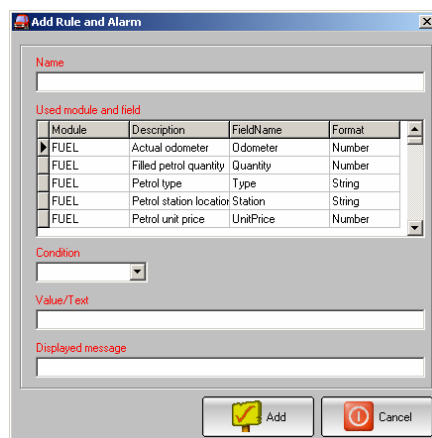 Add Rule and Alarm
Name
Used module and field
Module Description FieldName Format
FUEL Actual odometer Odometer Number
FUEL Filled petrol quantity Quantity Number
FUEL Petrol type Type String
FUEL Petrol station location Station String
FUEL Petrol unit price UnitPrice Number
Condition
Value/Text
Displayed message
Add Cancel